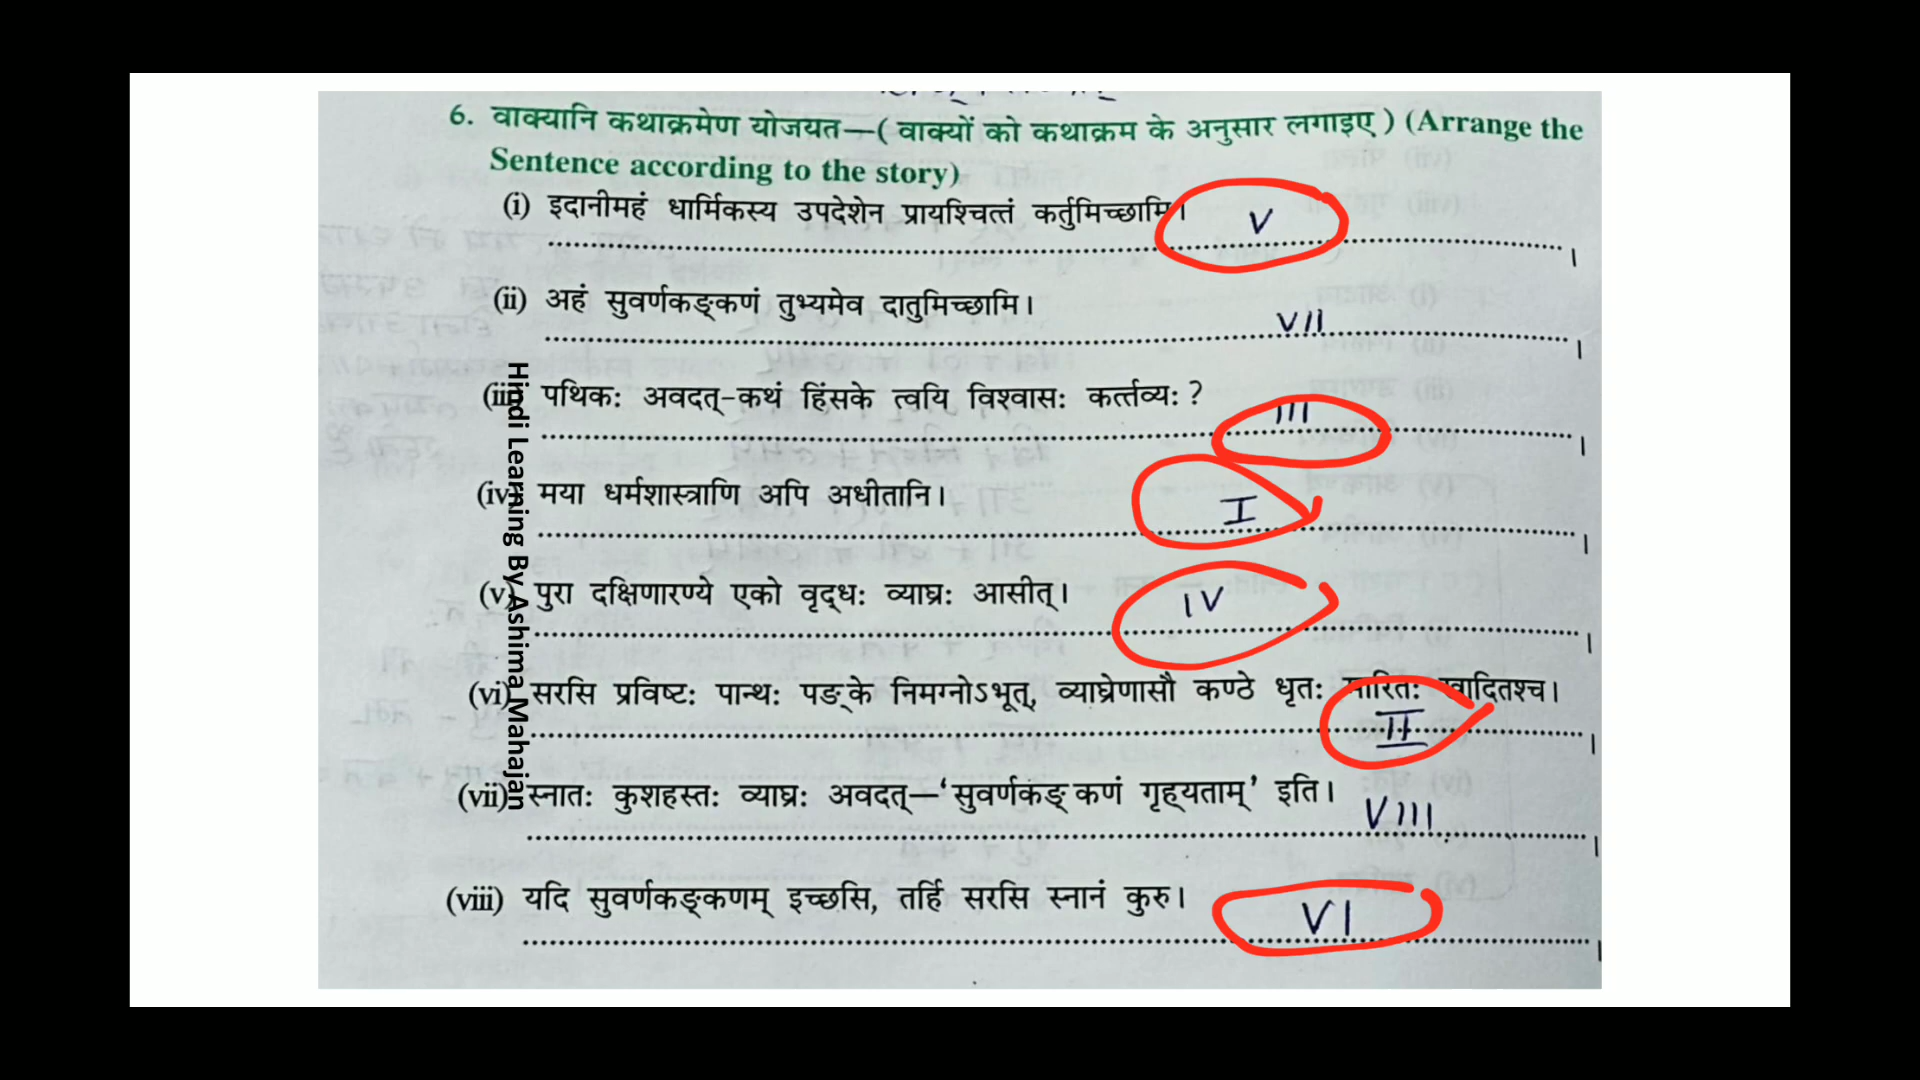 6. वाक्यानि कथाक्रमेण योजयत—( वाक्यों को कथाक्रम के अनुसार लगाइए ) (Arrange the
Sentence according to the story)
(i) इदानीमहं धार्मिकस्य उपदेशेन प्रायश्चित्तं कर्तुमिच्छामि। V
(ii) अहं सुवर्णकङ्कणं तुभ्यमेव दातुमिच्छामि।
VII
(iii) पथिकः अवदत्-कथं हिंसके त्वयि विश्वासः कर्त्तव्यः ?
III
(iv) मया धर्मशास्त्राणि अपि अधीतानि। I
(v) पुरा दक्षिणारण्ये एको वृद्धः व्याघ्रः आसीत्। IV
(vi) सरसि प्रविष्टः पान्थः पङ्के निमग्नोऽभूत्, व्याघ्रेणासौ कण्ठे धृतः मारितः खादितश्च।
II
(vii) स्नातः कुशहस्तः व्याघ्रः अवदत्—‘सुवर्णकङ्कणं गृह्यताम्’ इति।
VIII
(viii) यदि सुवर्णकङ्कणम् इच्छसि, तर्हि सरसि स्नानं कुरु। VI
Hindi Learning By Ashima Mahajan